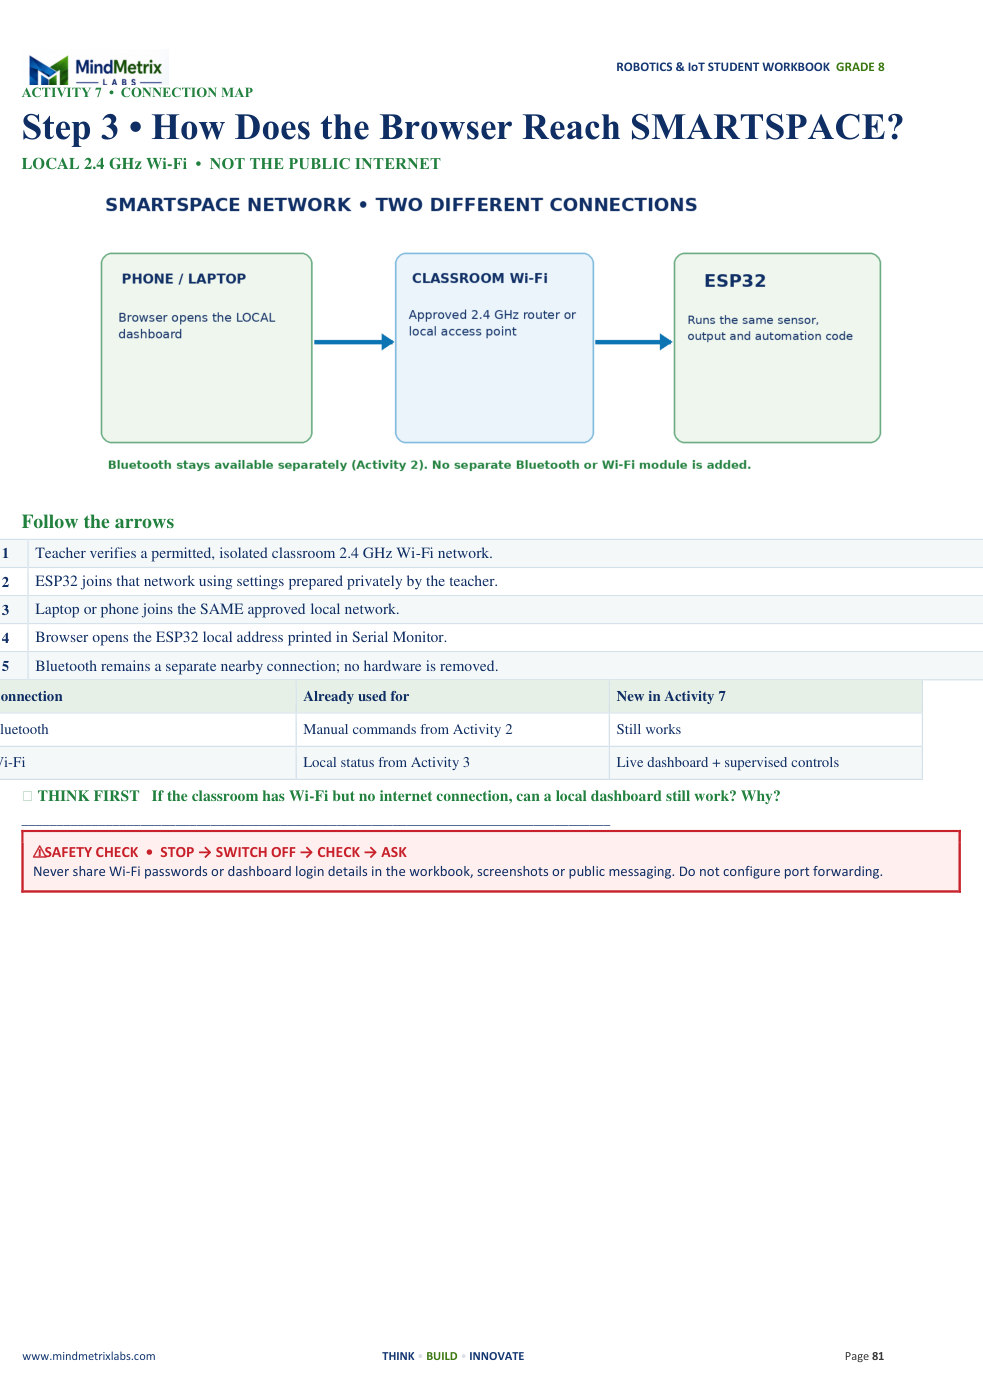 MindMetrix
LABS
ROBOTICS & IoT STUDENT WORKBOOK GRADE 8
ACTIVITY 7 • CONNECTION MAP
Step 3 • How Does the Browser Reach SMARTSPACE?
LOCAL 2.4 GHz Wi-Fi • NOT THE PUBLIC INTERNET
SMARTSPACE NETWORK • TWO DIFFERENT CONNECTIONS
PHONE / LAPTOP
Browser opens the LOCAL
dashboard
CLASSROOM Wi-Fi
Approved 2.4 GHz router or
local access point
ESP32
Runs the same sensor,
output and automation code
Bluetooth stays available separately (Activity 2). No separate Bluetooth or Wi-Fi module is added.
Follow the arrows
1 Teacher verifies a permitted, isolated classroom 2.4 GHz Wi-Fi network.
2 ESP32 joins that network using settings prepared privately by the teacher.
3 Laptop or phone joins the SAME approved local network.
4 Browser opens the ESP32 local address printed in Serial Monitor.
5 Bluetooth remains a separate nearby connection; no hardware is removed.
onnection Already used for New in Activity 7
luetooth Manual commands from Activity 2 Still works
i-Fi Local status from Activity 3 Live dashboard + supervised controls
THINK FIRST If the classroom has Wi-Fi but no internet connection, can a local dashboard still work? Why?
⚠SAFETY CHECK • STOP → SWITCH OFF → CHECK → ASK
Never share Wi-Fi passwords or dashboard login details in the workbook, screenshots or public messaging. Do not configure port forwarding.
www.mindmetrixlabs.com THINK • BUILD • INNOVATE Page 81